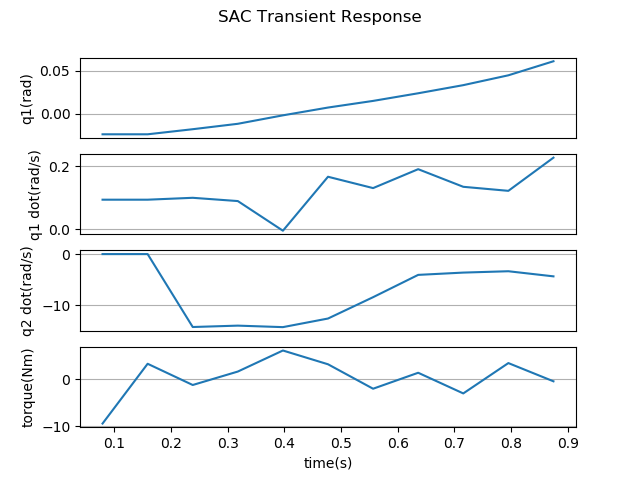 SAC Transient Response
q1(rad)
0.05
0.00
q1 dot(rad/s)
0.2
0.0
q2 dot(rad/s)
0
−10
torque(Nm)
0
−10
0.1 0.2 0.3 0.4 0.5 0.6 0.7 0.8 0.9
time(s)